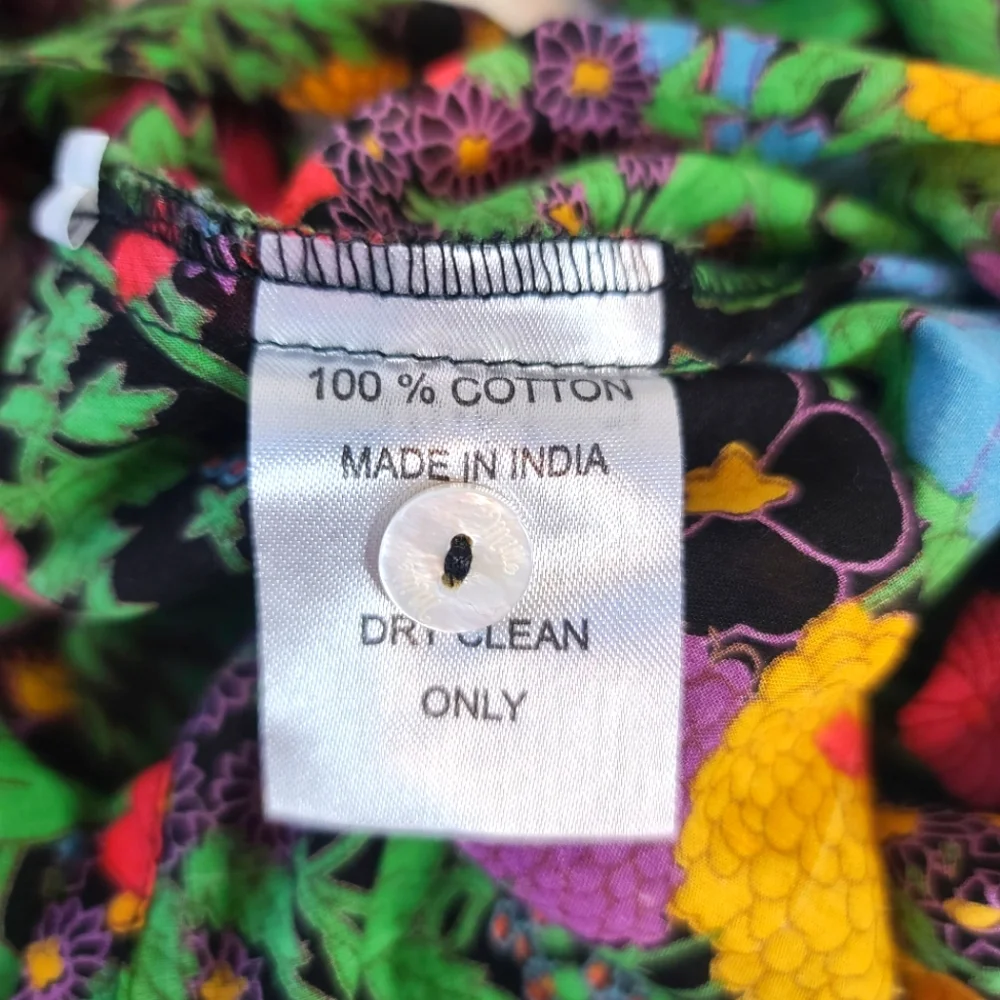 100 % COTTON
MADE IN INDIA
DRY CLEAN
ONLY